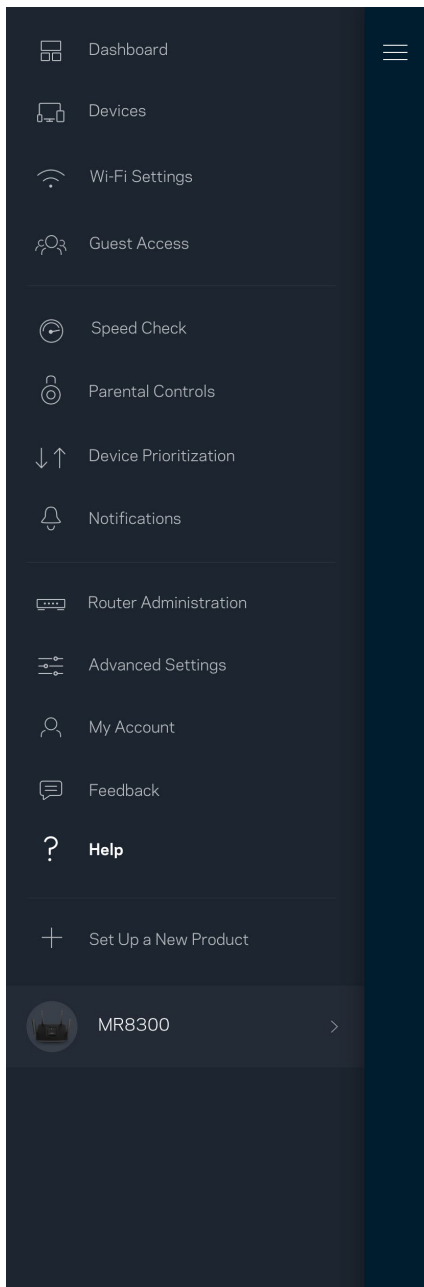 Dashboard
Devices
Wi-Fi Settings
Guest Access
Speed Check
Parental Controls
Device Prioritization
Notifications
Router Administration
Advanced Settings
My Account
Feedback
Help
Set Up a New Product
MR8300